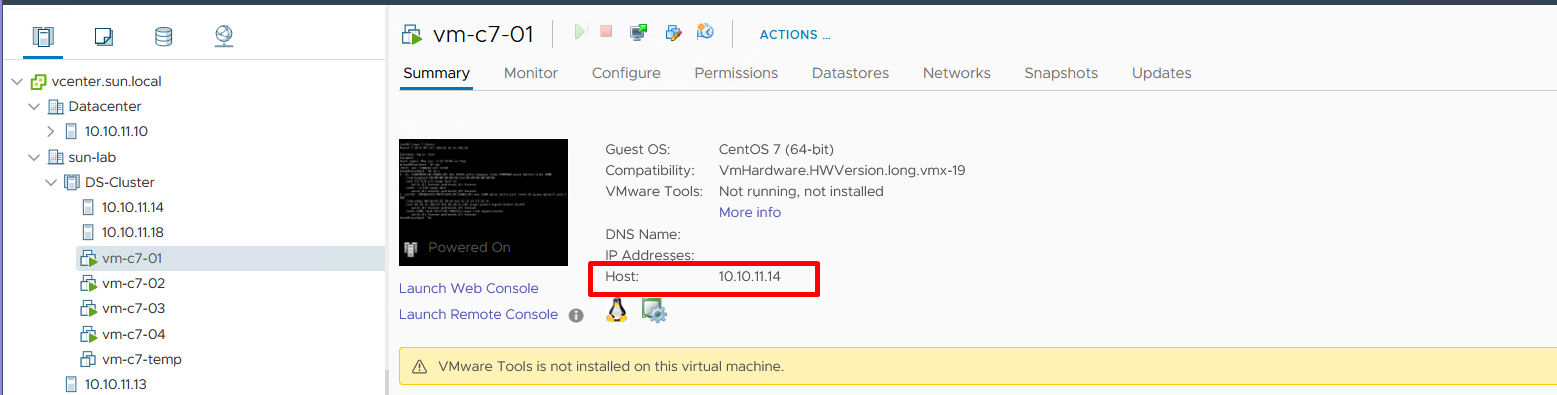 vcenter.sun.local
Datacenter
10.10.11.10
sun-lab
DS-Cluster
10.10.11.14
10.10.11.18
vm-c7-01
vm-c7-02
vm-c7-03
vm-c7-04
vm-c7-temp
10.10.11.13
vm-c7-01
ACTIONS ...
Summary Monitor Configure Permissions Datastores Networks Snapshots Updates
Powered On
Launch Web Console
Launch Remote Console
Guest OS: CentOS 7 (64-bit)
Compatibility: VmHardware.HWVersion.long.vmx-19
VMware Tools: Not running, not installed
More info
DNS Name:
IP Addresses:
Host: 10.10.11.14
VMware Tools is not installed on this virtual machine.